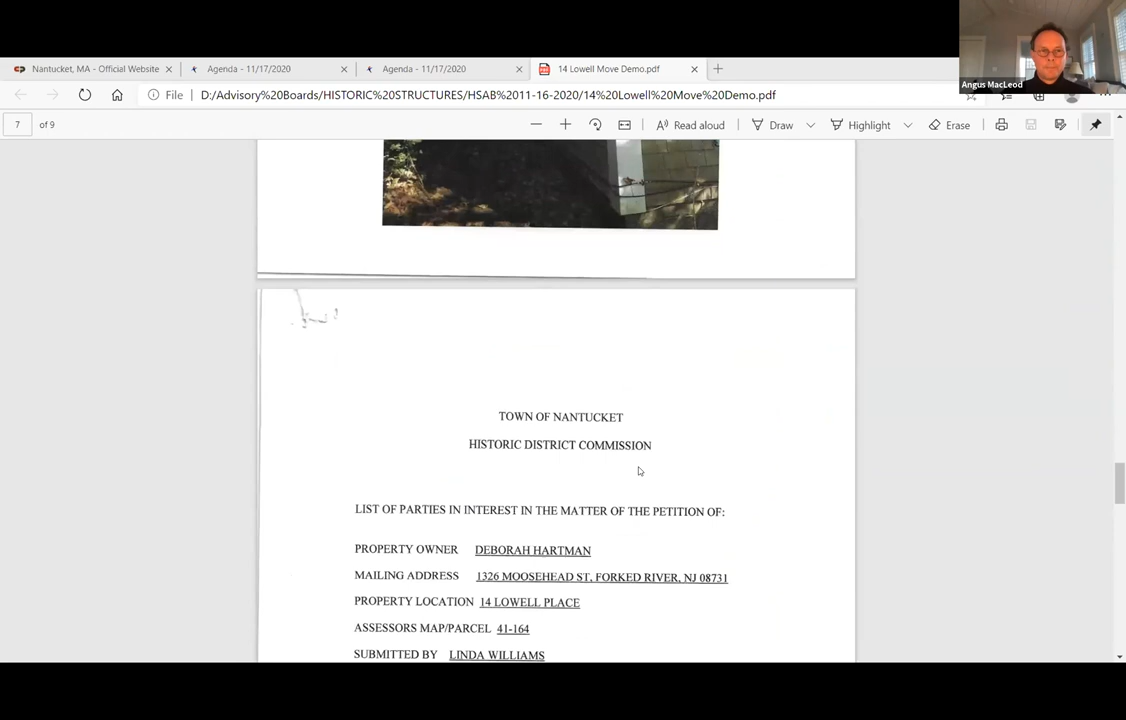 Angus MacLeod
Nantucket, MA - Official Website
Agenda - 11/17/2020
Agenda - 11/17/2020
14 Lowell Move Demo.pdf
File
D:/Advisory%20Boards/HISTORIC%20STRUCTURES/HSAB%2011-16-2020/14%20Lowell%20Move%20Demo.pdf
7 of 9
Read aloud
Draw
Highlight
Erase
TOWN OF NANTUCKET
HISTORIC DISTRICT COMMISSION
LIST OF PARTIES IN INTEREST IN THE MATTER OF THE PETITION OF:
PROPERTY OWNER DEBORAH HARTMAN
MAILING ADDRESS 1326 MOOSEHEAD ST, FORKED RIVER, NJ 08731
PROPERTY LOCATION 14 LOWELL PLACE
ASSESSORS MAP/PARCEL 41-164
SUBMITTED BY LINDA WILLIAMS